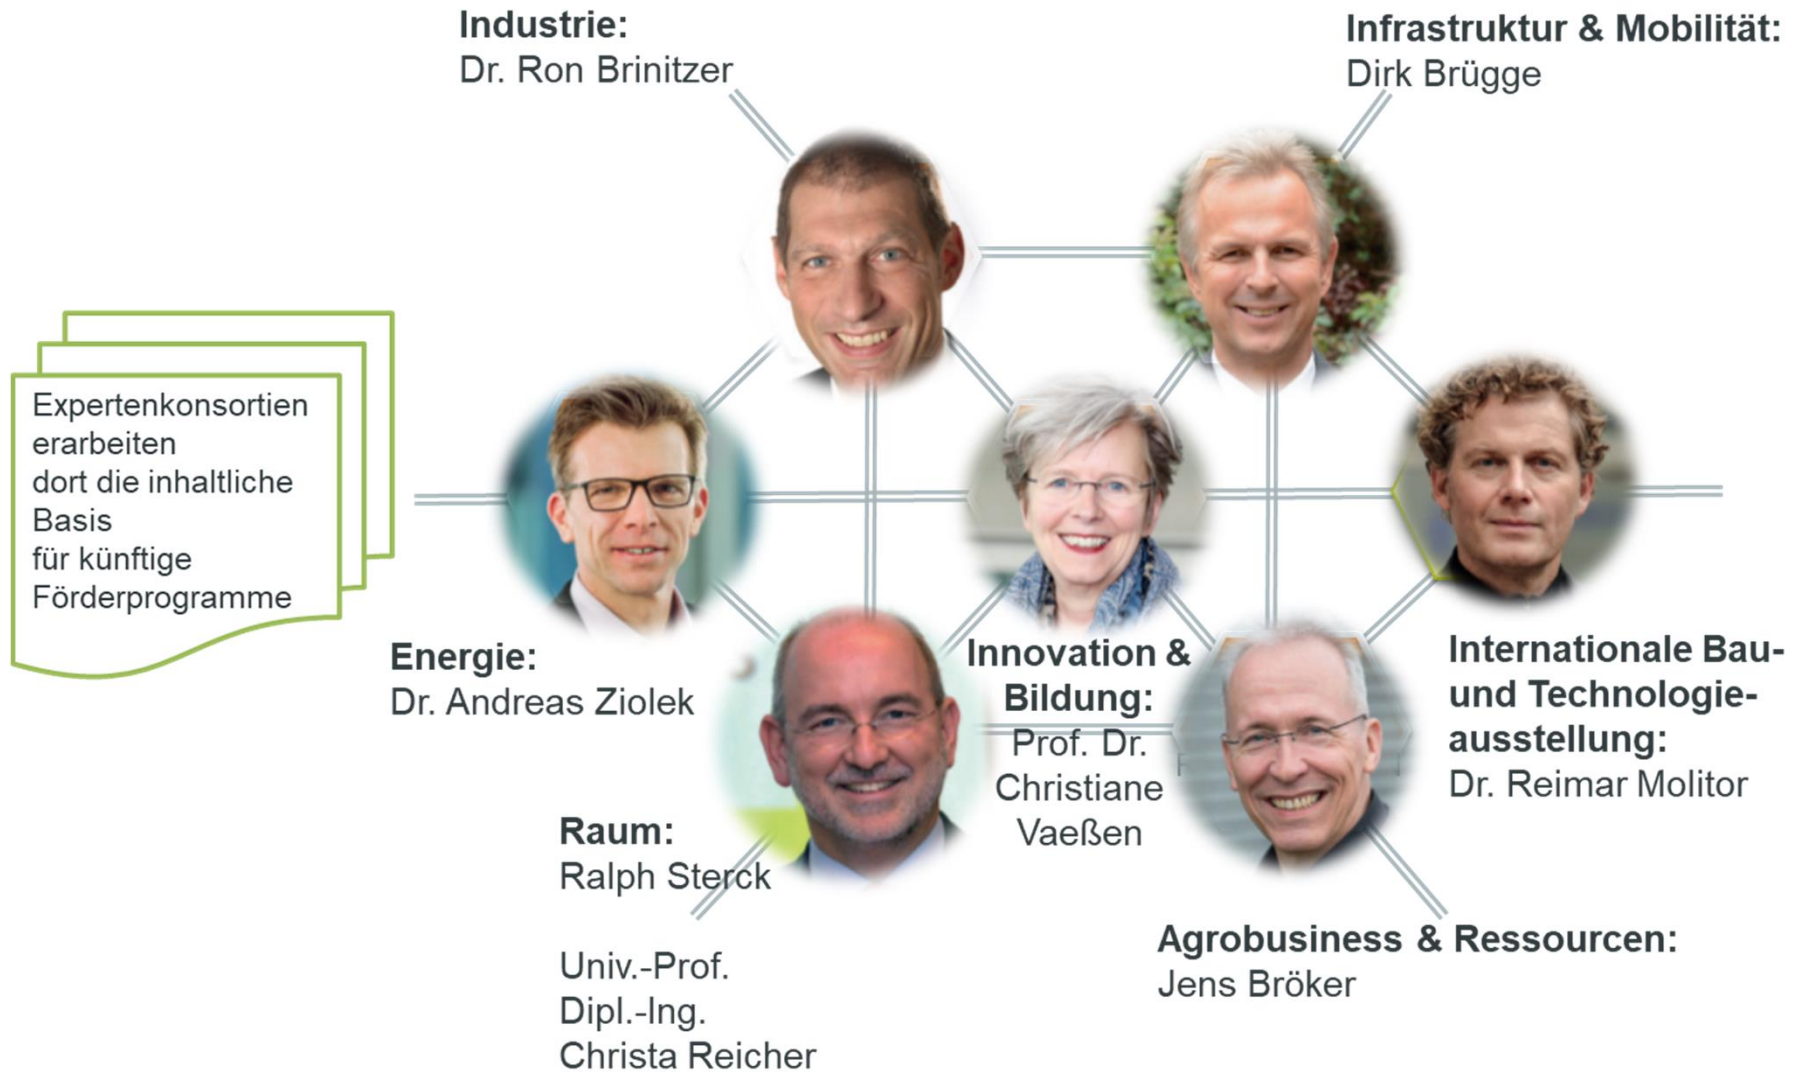 Industrie:
Dr. Ron Brinitzer
Infrastruktur & Mobilität:
Dirk Brügge
Expertenkonsortien
erarbeiten
dort die inhaltliche
Basis
für künftige
Förderprogramme
Energie:
Dr. Andreas Ziolek
Innovation &
Bildung:
Prof. Dr.
Christiane
Vaeßen
Internationale Bau-
und Technologie-
ausstellung:
Dr. Reimar Molitor
Raum:
Ralph Sterck
Univ.-Prof.
Dipl.-Ing.
Christa Reicher
Agrobusiness & Ressourcen:
Jens Bröker